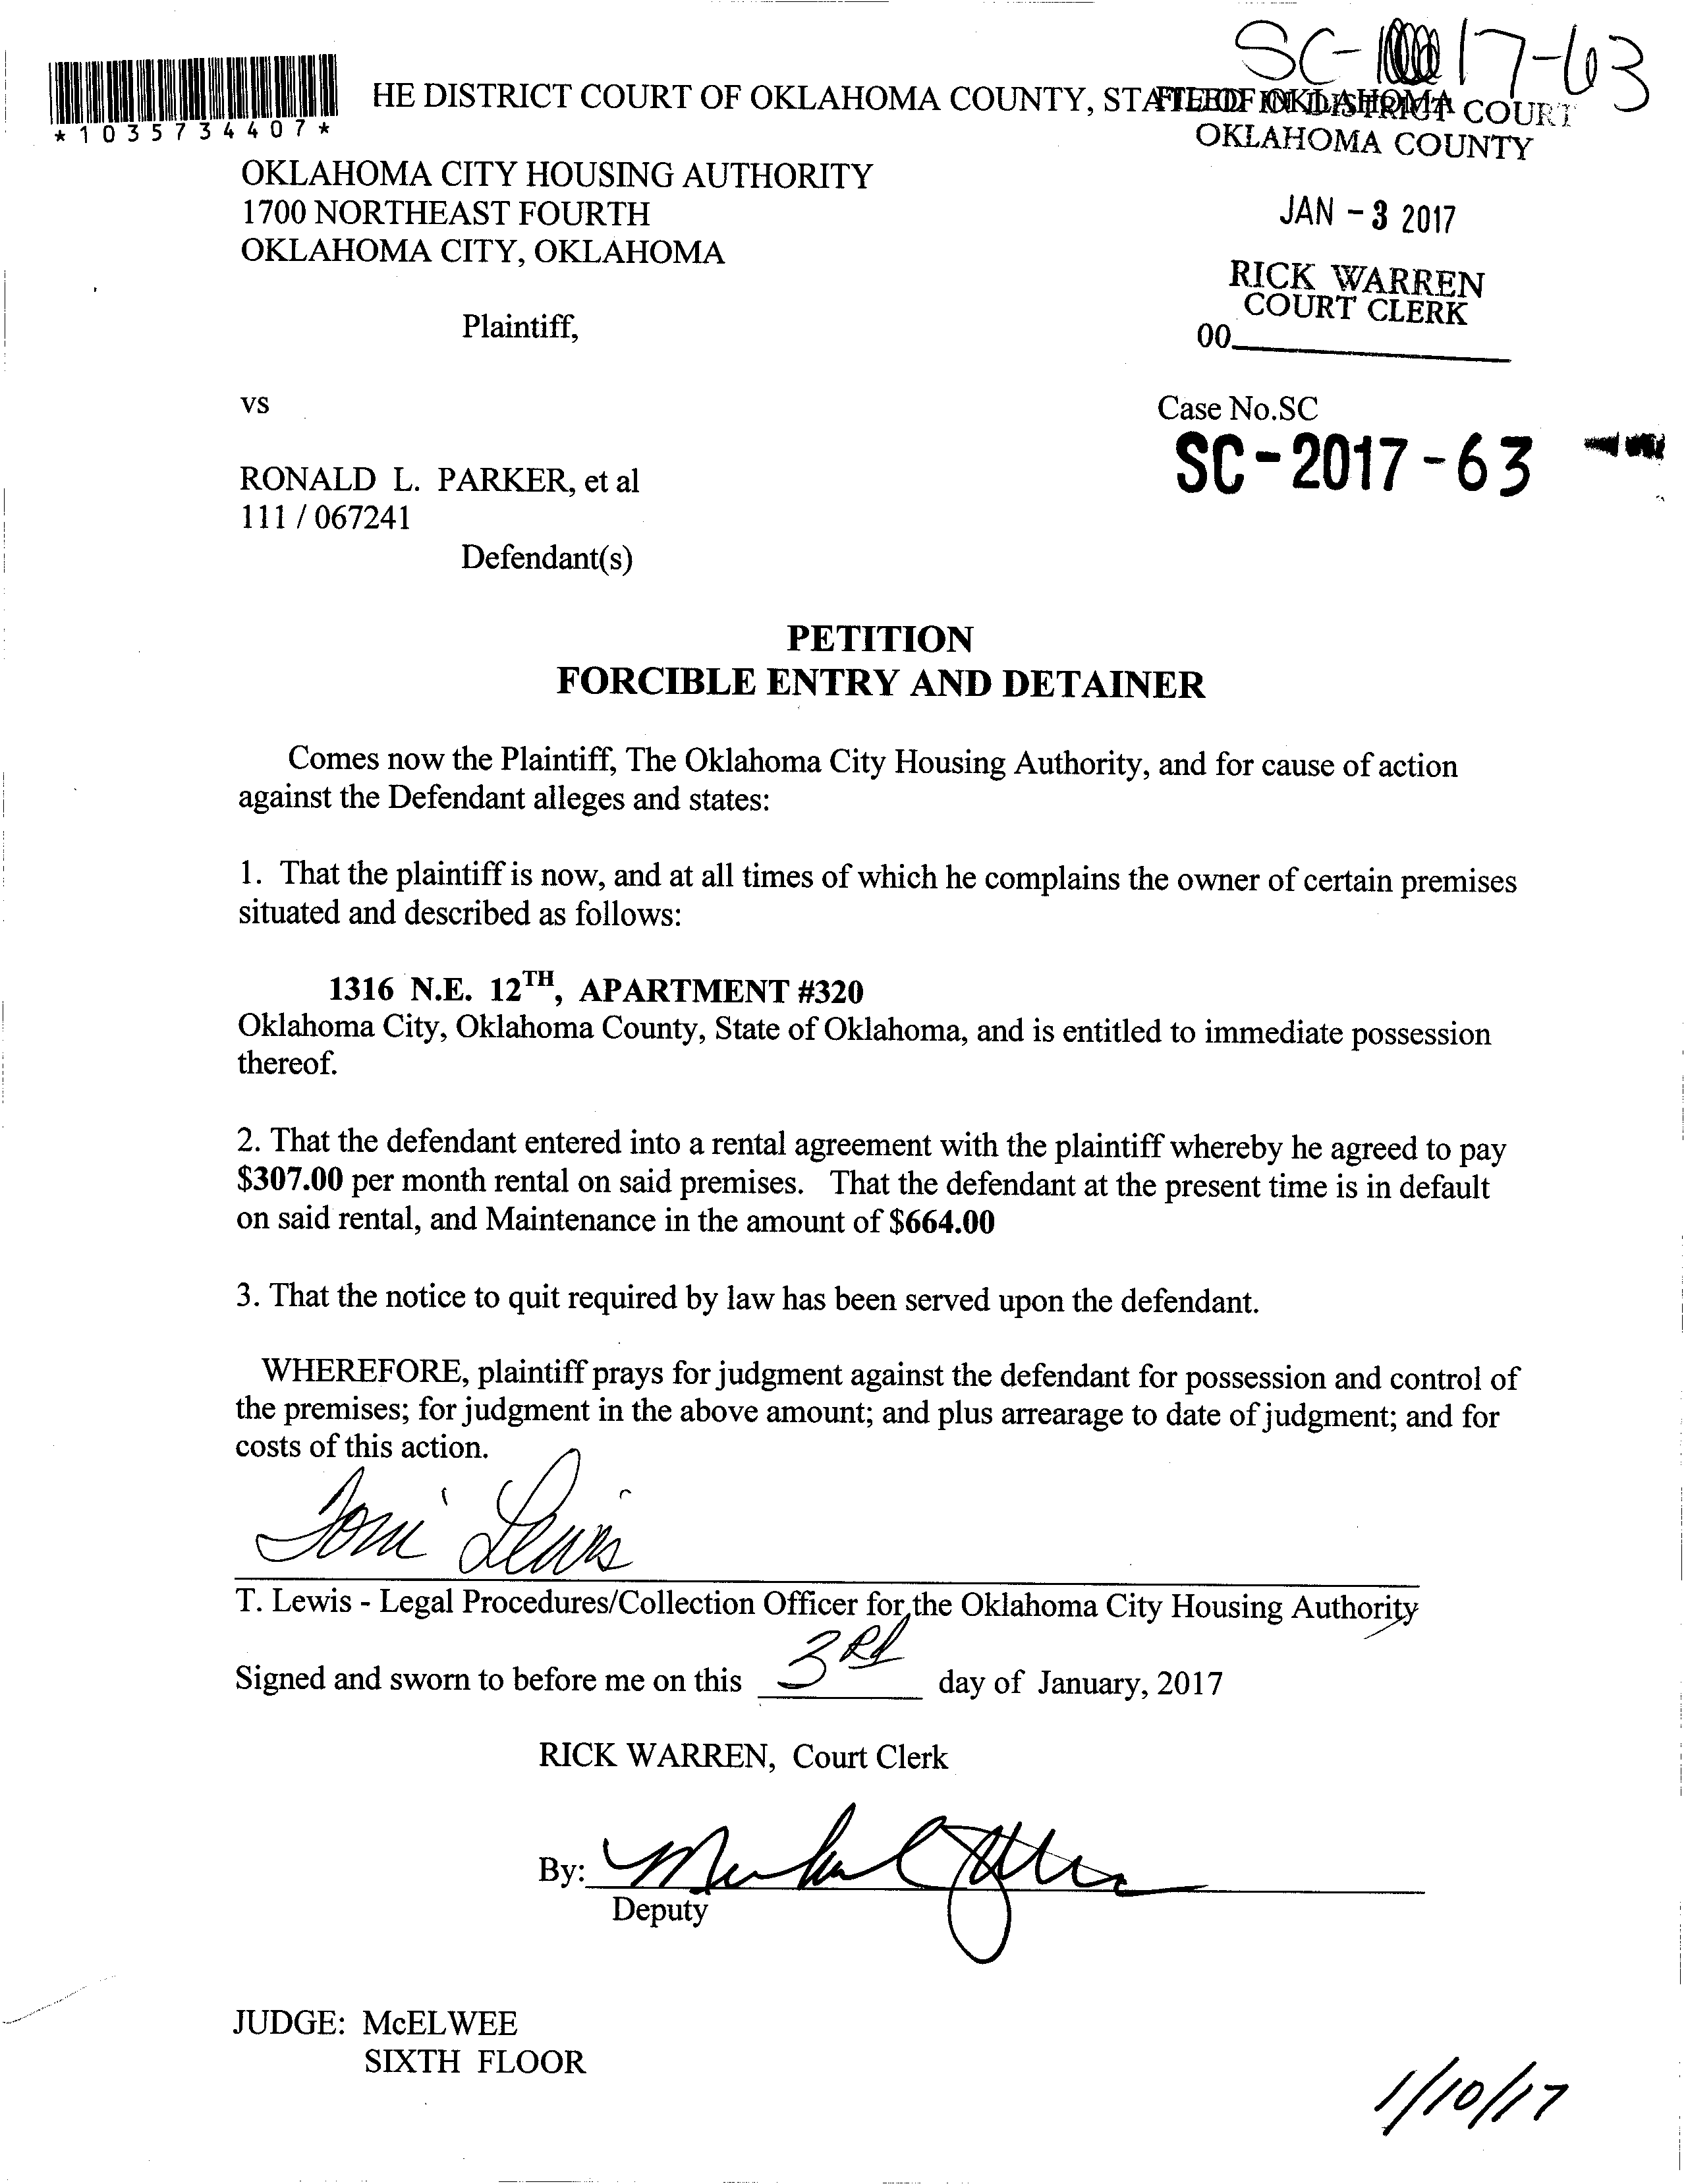 SC-17-63
*1035734407*
HE DISTRICT COURT OF OKLAHOMA COUNTY, STATE OF OKLAHOMA
FILED IN DISTRICT COURT
OKLAHOMA COUNTY
OKLAHOMA CITY HOUSING AUTHORITY
1700 NORTHEAST FOURTH
OKLAHOMA CITY, OKLAHOMA
JAN - 3 2017
RICK WARREN
COURT CLERK
00
Plaintiff,
vs
Case No.SC
SC-2017-63
RONALD L. PARKER, et al
111 / 067241
Defendant(s)
PETITION
FORCIBLE ENTRY AND DETAINER
Comes now the Plaintiff, The Oklahoma City Housing Authority, and for cause of action
against the Defendant alleges and states:
1. That the plaintiff is now, and at all times of which he complains the owner of certain premises
situated and described as follows:
1316 N.E. 12TH, APARTMENT #320
Oklahoma City, Oklahoma County, State of Oklahoma, and is entitled to immediate possession
thereof.
2. That the defendant entered into a rental agreement with the plaintiff whereby he agreed to pay
$307.00 per month rental on said premises. That the defendant at the present time is in default
on said rental, and Maintenance in the amount of $664.00
3. That the notice to quit required by law has been served upon the defendant.
WHEREFORE, plaintiff prays for judgment against the defendant for possession and control of
the premises; for judgment in the above amount; and plus arrearage to date of judgment; and for
costs of this action.
Toni Lewis
T. Lewis - Legal Procedures/Collection Officer for the Oklahoma City Housing Authority
Signed and sworn to before me on this 3Rd day of January, 2017
RICK WARREN, Court Clerk
By:
Deputy
JUDGE: McELWEE
SIXTH FLOOR
1/10/17